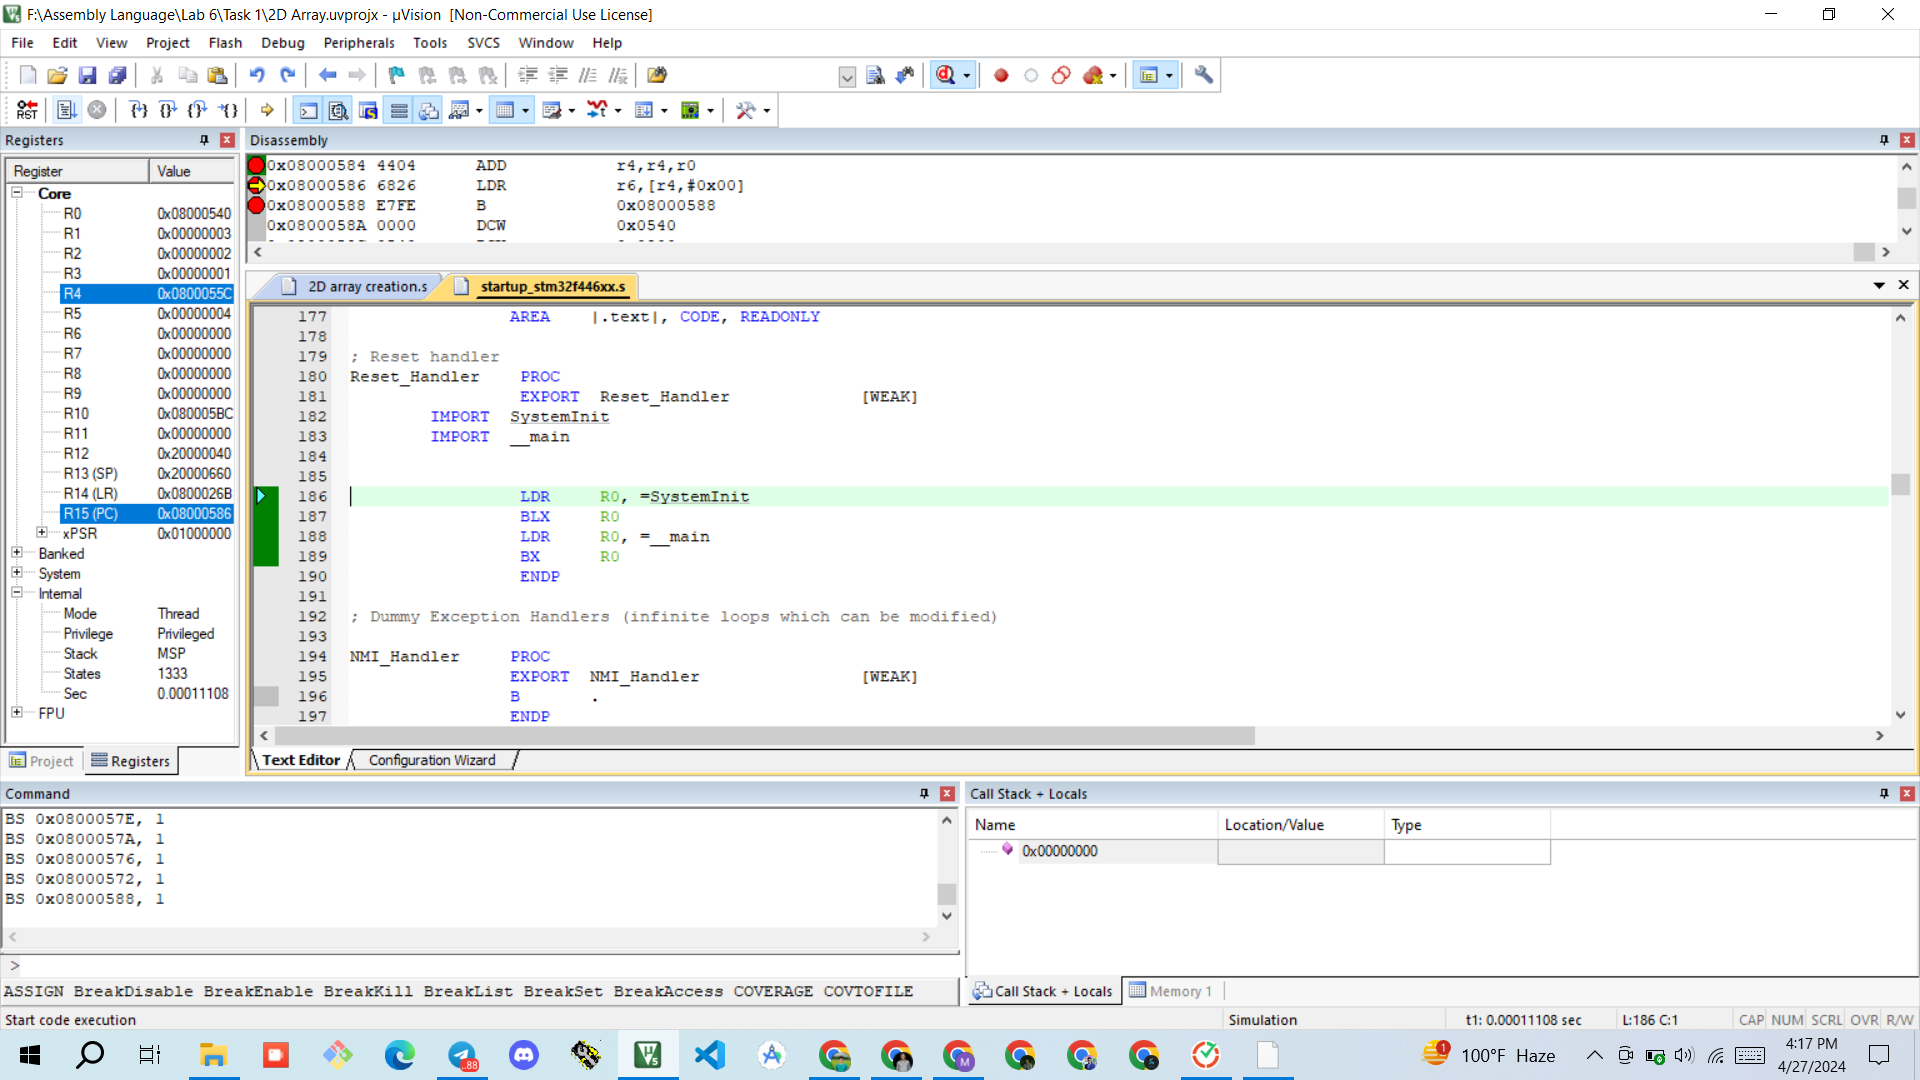 F:\Assembly Language\Lab 6\Task 1\2D Array.uvprojx - µVision [Non-Commercial Use License]
File Edit View Project Flash Debug Peripherals Tools SVCS Window Help
RST
Registers
Register Value
Core
R0 0x08000540
R1 0x00000003
R2 0x00000002
R3 0x00000001
R4 0x0800055C
R5 0x00000004
R6 0x00000000
R7 0x00000000
R8 0x00000000
R9 0x00000000
R10 0x080005BC
R11 0x00000000
R12 0x20000040
R13 (SP) 0x20000660
R14 (LR) 0x0800026B
R15 (PC) 0x08000586
xPSR 0x01000000
Banked
System
Internal
Mode Thread
Privilege Privileged
Stack MSP
States 1333
Sec 0.00011108
FPU
Project Registers
Disassembly
0x08000584 4404 ADD r4,r4,r0
0x08000586 6826 LDR r6,[r4,#0x00]
0x08000588 E7FE B 0x08000588
0x0800058A 0000 DCW 0x0540
2D array creation.s startup_stm32f446xx.s
177 AREA |.text|, CODE, READONLY
178
179 ; Reset handler
180 Reset_Handler PROC
181 EXPORT Reset_Handler [WEAK]
182 IMPORT SystemInit
183 IMPORT __main
184
185
186 LDR R0, =SystemInit
187 BLX R0
188 LDR R0, =__main
189 BX R0
190 ENDP
191
192 ; Dummy Exception Handlers (infinite loops which can be modified)
193
194 NMI_Handler PROC
195 EXPORT NMI_Handler [WEAK]
196 B .
197 ENDP
Text Editor Configuration Wizard
Command
BS 0x0800057E, 1
BS 0x0800057A, 1
BS 0x08000576, 1
BS 0x08000572, 1
BS 0x08000588, 1
>
ASSIGN BreakDisable BreakEnable BreakKill BreakList BreakSet BreakAccess COVERAGE COVTOFILE
Call Stack + Locals
Name Location/Value Type
0x00000000
Call Stack + Locals Memory 1
Start code execution Simulation t1: 0.00011108 sec L:186 C:1 CAP NUM SCRL OVR R/W
..88
1
100°F Haze
4:17 PM
4/27/2024